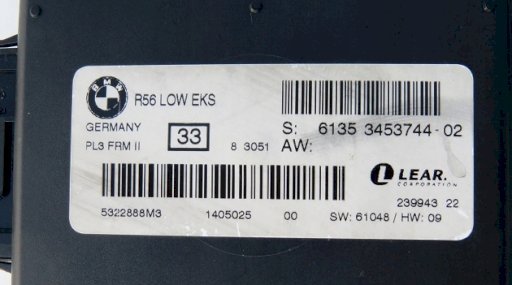 BMW
R56 LOW EKS
GERMANY
PL3 FRM II
33
8 3051
S: 6135 3453744-02
AW:
LEAR.
CORPORATION
239943 22
5322888M3 1405025 00 SW: 61048 / HW: 09